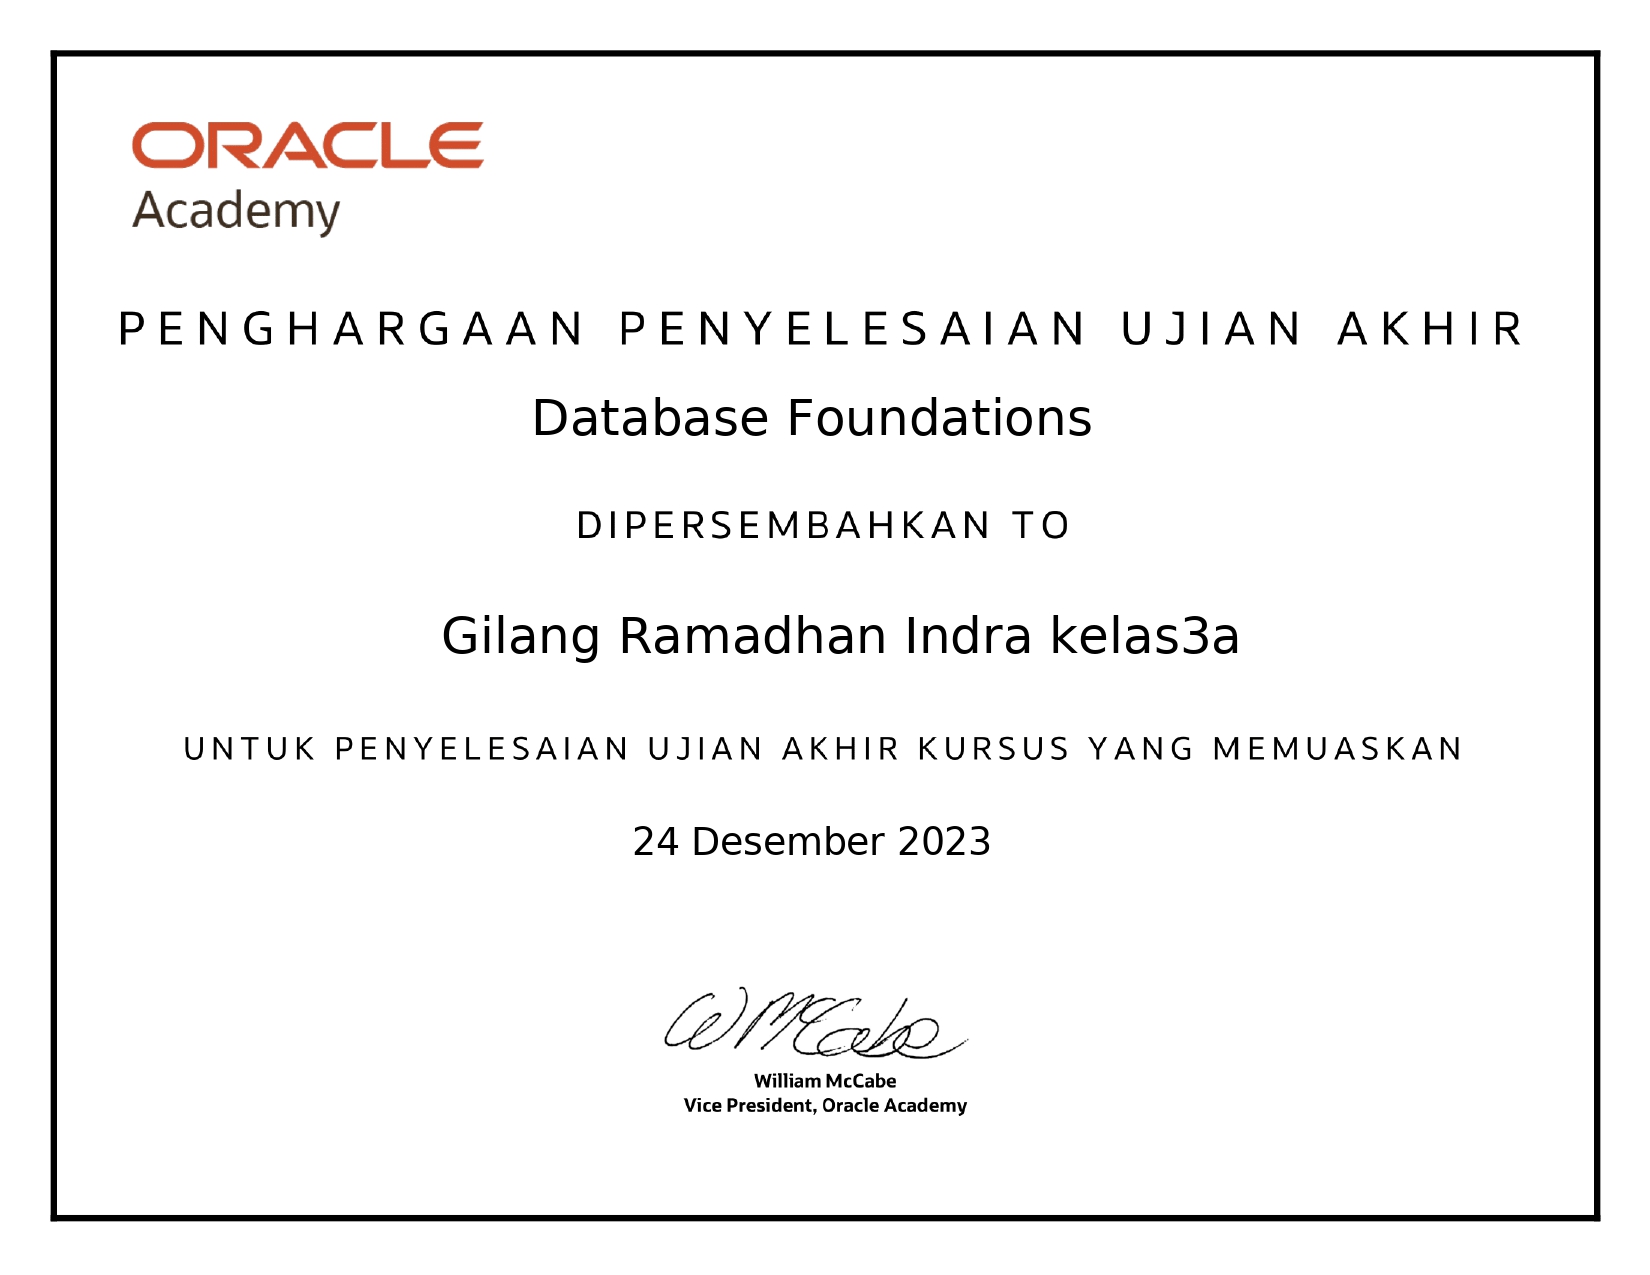 ORACLE
Academy
PENGHARGAAN PENYELESAIAN UJIAN AKHIR
Database Foundations
DIPERSEMBAHKAN TO
Gilang Ramadhan Indra kelas3a
UNTUK PENYELESAIAN UJIAN AKHIR KURSUS YANG MEMUASKAN
24 Desember 2023
W McCabe
William McCabe
Vice President, Oracle Academy